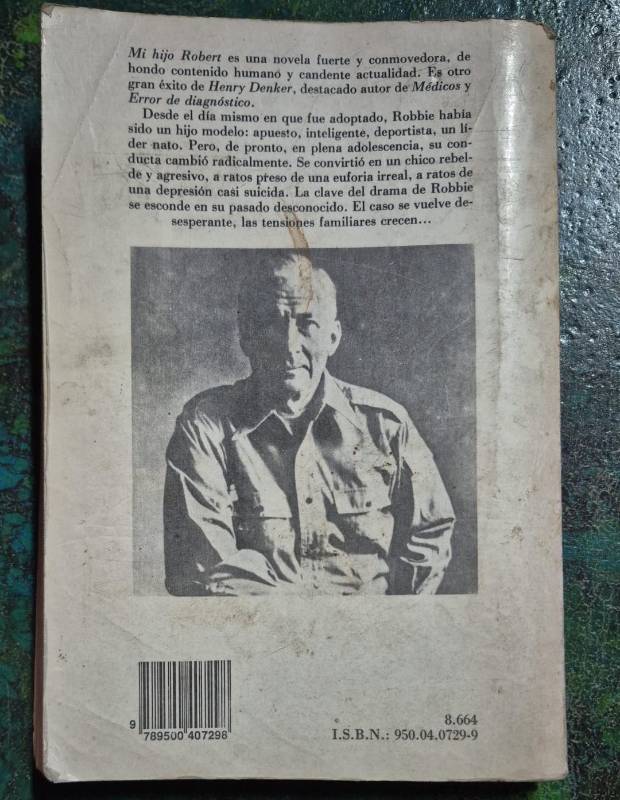 Mi hijo Robert es una novela fuerte y conmovedora, de
hondo contenido humano y candente actualidad. Es otro
gran éxito de Henry Denker, destacado autor de Médicos y
Error de diagnóstico.
Desde el día mismo en que fue adoptado, Robbie había
sido un hijo modelo: apuesto, inteligente, deportista, un lí-
der nato. Pero, de pronto, en plena adolescencia, su con-
ducta cambió radicalmente. Se convirtió en un chico rebel-
de y agresivo, a ratos preso de una euforia irreal, a ratos de
una depresión casi suicida. La clave del drama de Robbie
se esconde en su pasado desconocido. El caso se vuelve de-
sesperante, las tensiones familiares crecen...
9 789500 407298
8.664
I.S.B.N.: 950.04.0729-9